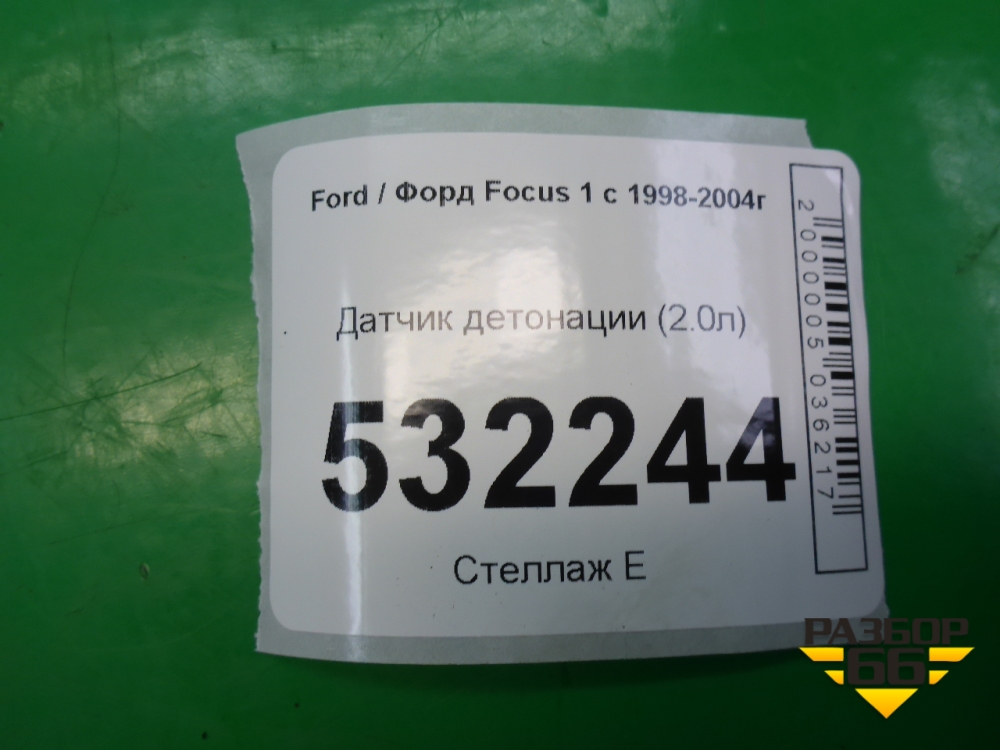 Ford / Форд Focus 1 с 1998-2004г
Датчик детонации (2.0л)
532244
Стеллаж Е
2000005036217
РАЗБОР
66